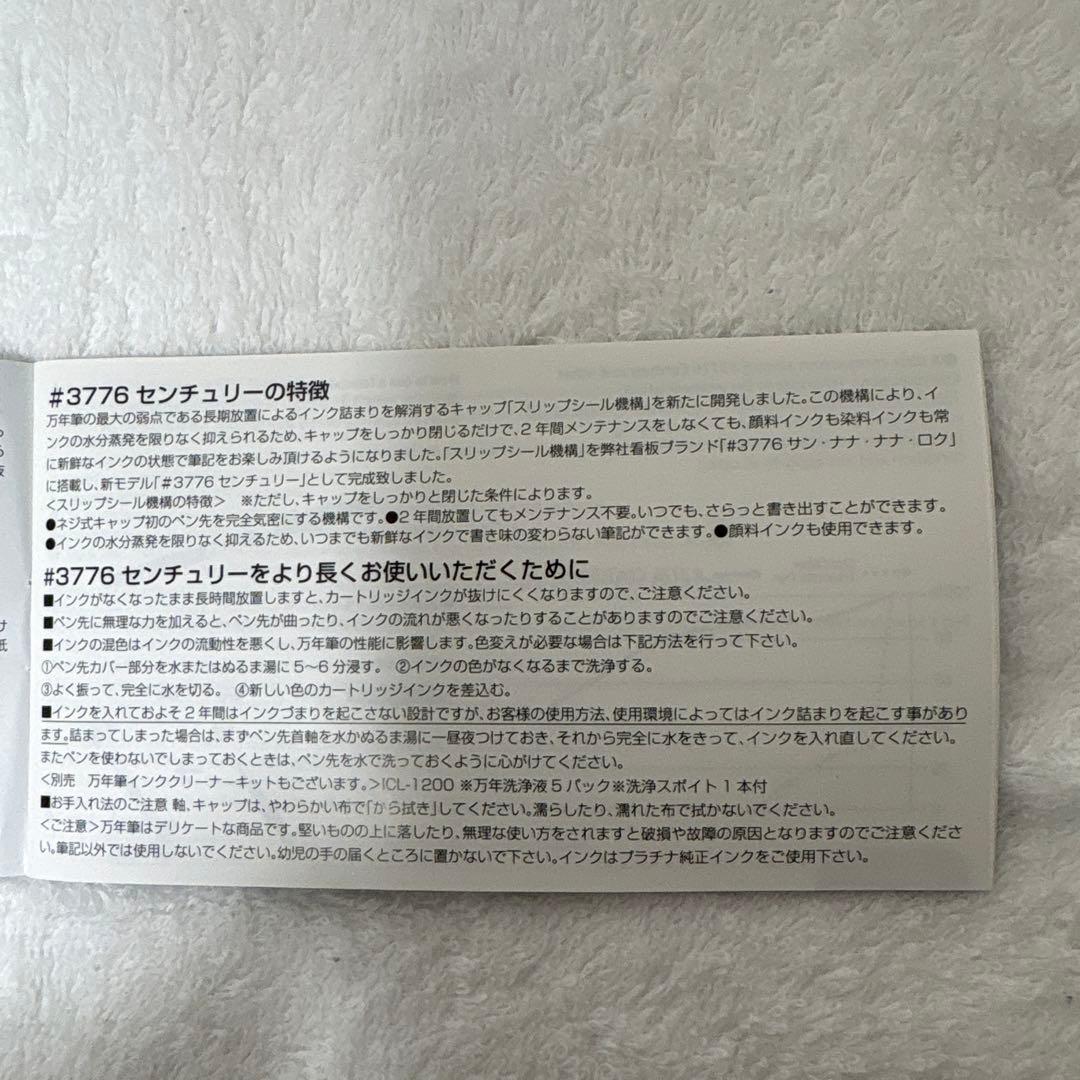 #3776 センチュリーの特徴
万年筆の最大の弱点である長期放置によるインク詰まりを解消するキャップ「スリップシール機構」を新たに開発しました。この機構により、イ
ンクの水分蒸発を限りなく抑えられるため、キャップをしっかり閉じるだけで、2年間メンテナンスをしなくても、顔料インクも染料インクも常
に新鮮なインクの状態で筆記をお楽しみ頂けるようになりました。「スリップシール機構」を弊社看板ブランド「#3776 サン・ナナ・ナナ・ロク」
に搭載し、新モデル「#3776 センチュリー」として完成致しました。
<スリップシール機構の特徴> ※ただし、キャップをしっかりと閉じた条件によります。
●ネジ式キャップ初のペン先を完全気密にする機構です。●2年間放置してもメンテナンス不要。いつでも、さらっと書き出すことができます。
●インクの水分蒸発を限りなく抑えるため、いつまでも新鮮なインクで書き味の変わらない筆記ができます。●顔料インクも使用できます。
#3776 センチュリーをより長くお使いいただくために
■インクがなくなったまま長時間放置しますと、カートリッジインクが抜けにくくなりますので、ご注意ください。
■ペン先に無理な力を加えると、ペン先が曲ったり、インクの流れが悪くなったりすることがありますのでご注意ください。
■インクの混色はインクの流動性を悪くし、万年筆の性能に影響します。色変えが必要な場合は下記方法を行って下さい。
①ペン先カバー部分を水またはぬるま湯に5~6分浸す。 ②インクの色がなくなるまで洗浄する。
③よく振って、完全に水を切る。 ④新しい色のカートリッジインクを差込む。
■インクを入れておよそ2年間はインクづまりを起こさない設計ですが、お客様の使用方法、使用環境によってはインク詰まりを起こす事があり
ます。詰まってしまった場合は、まずペン先首軸を水かぬるま湯に一昼夜つけておき、それから完全に水をきって、インクを入れ直してください。
またペンを使わないでしまっておくときは、ペン先を水で洗っておくように心がけてください。
<別売 万年筆インククリーナーキットもございます。>ICL-1200 ※万年洗浄液5パック※洗浄スポイト1本付
■お手入れ法のご注意 軸、キャップは、やわらかい布で「から拭き」してください。濡らしたり、濡れた布で拭かないでください。
<ご注意>万年筆はデリケートな商品です。堅いものの上に落したり、無理な使い方をされますと破損や故障の原因となりますのでご注意くださ
い。筆記以外では使用しないでください。幼児の手の届くところに置かないで下さい。インクはプラチナ純正インクをご使用下さい。